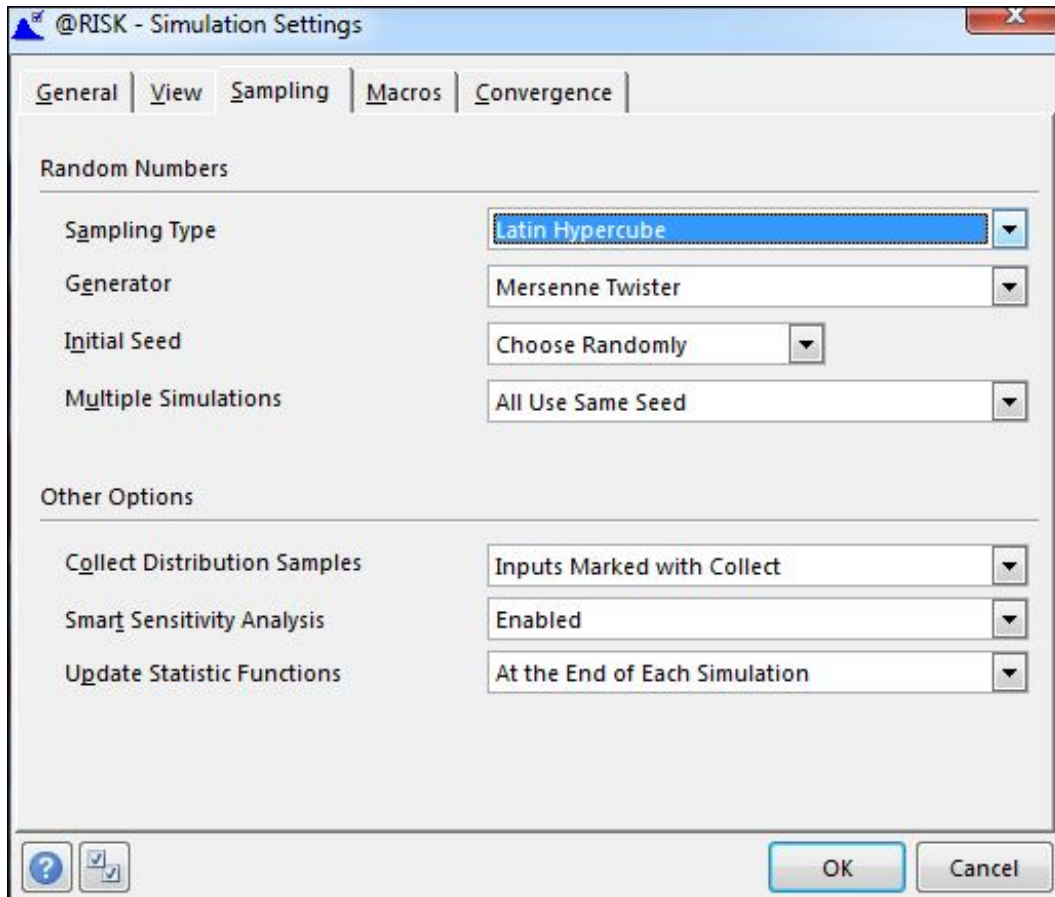 @RISK - Simulation Settings
General View Sampling Macros Convergence
Random Numbers
Sampling Type Latin Hypercube
Generator Mersenne Twister
Initial Seed Choose Randomly
Multiple Simulations All Use Same Seed
Other Options
Collect Distribution Samples Inputs Marked with Collect
Smart Sensitivity Analysis Enabled
Update Statistic Functions At the End of Each Simulation
OK Cancel